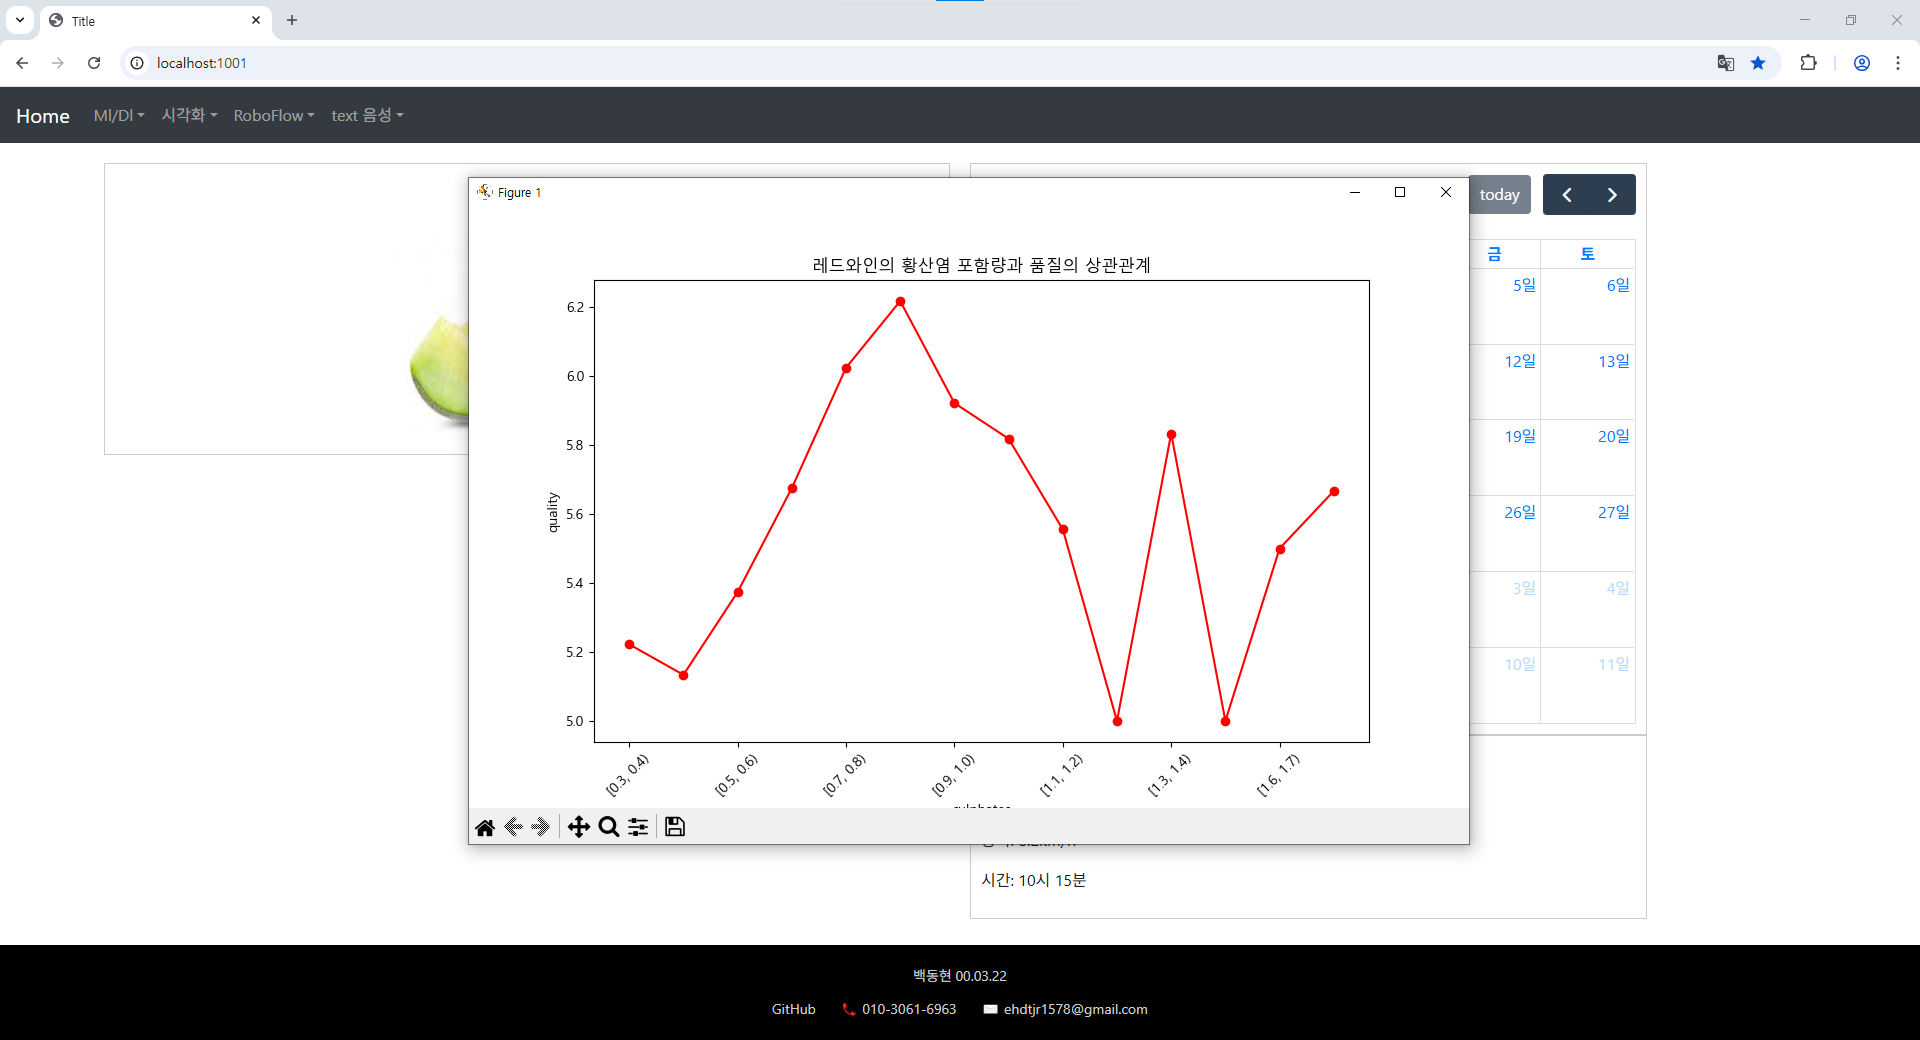 Title
localhost:1001
Home Ml/Dl 시각화 RoboFlow text 음성
Figure 1
today
금 토
5일 6일
12일 13일
19일 20일
26일 27일
3일 4일
10일 11일
레드와인의 황산염 포함량과 품질의 상관관계
6.2
6.0
5.8
5.6
5.4
5.2
5.0
quality
[0.3, 0.4) [0.5, 0.6) [0.7, 0.8) [0.9, 1.0) [1.1, 1.2) [1.3, 1.4) [1.6, 1.7)
시간: 10시 15분
백동현 00.03.22
GitHub 010-3061-6963 ehdtjr1578@gmail.com